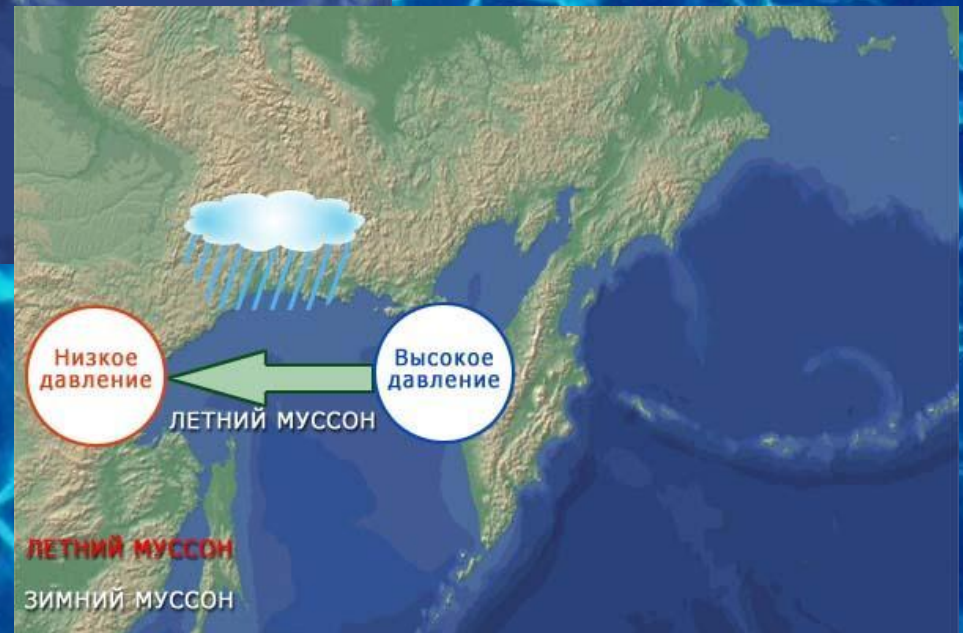 Низкое
давление
Высокое
давление
ЛЕТНИЙ МУССОН
ЛЕТНИЙ МУССОН
ЗИМНИЙ МУССОН